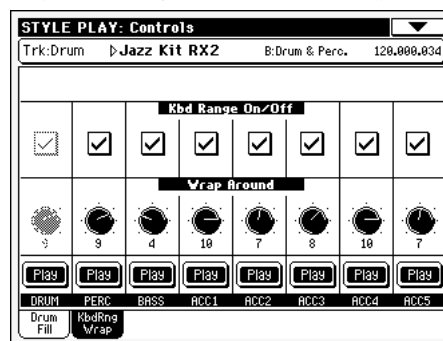 STYLE PLAY: Controls
Trk:Drum Jazz Kit RX2 B:Drum & Perc. 120.000.034
Kbd Range On/Off
Wrap Around
9 9 4 10 7 8 10 7
Play Play Play Play Play Play Play Play
DRUM PERC BASS ACC1 ACC2 ACC3 ACC4 ACC5
Drum KbdRng
Fill Wrap